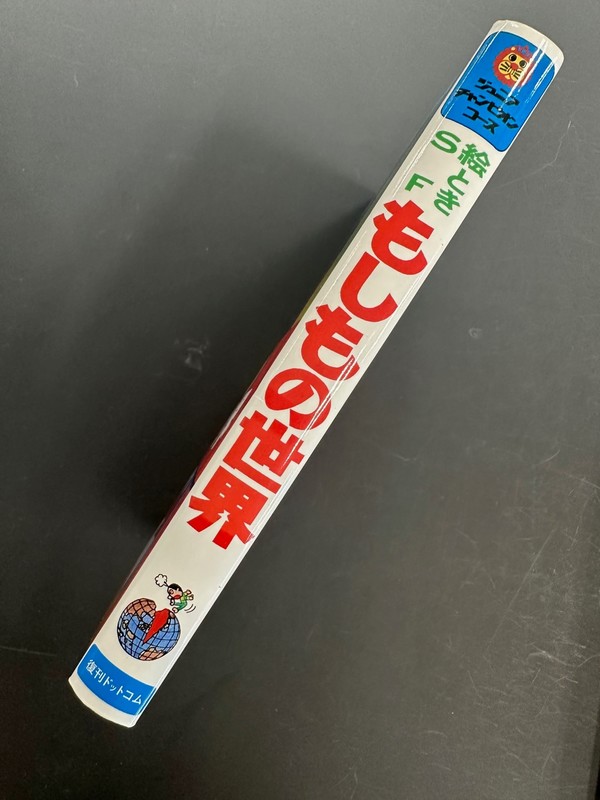 ジュニア
チャンピオン
コース
絵とき
SF
もしもの世界
復刊ドットコム